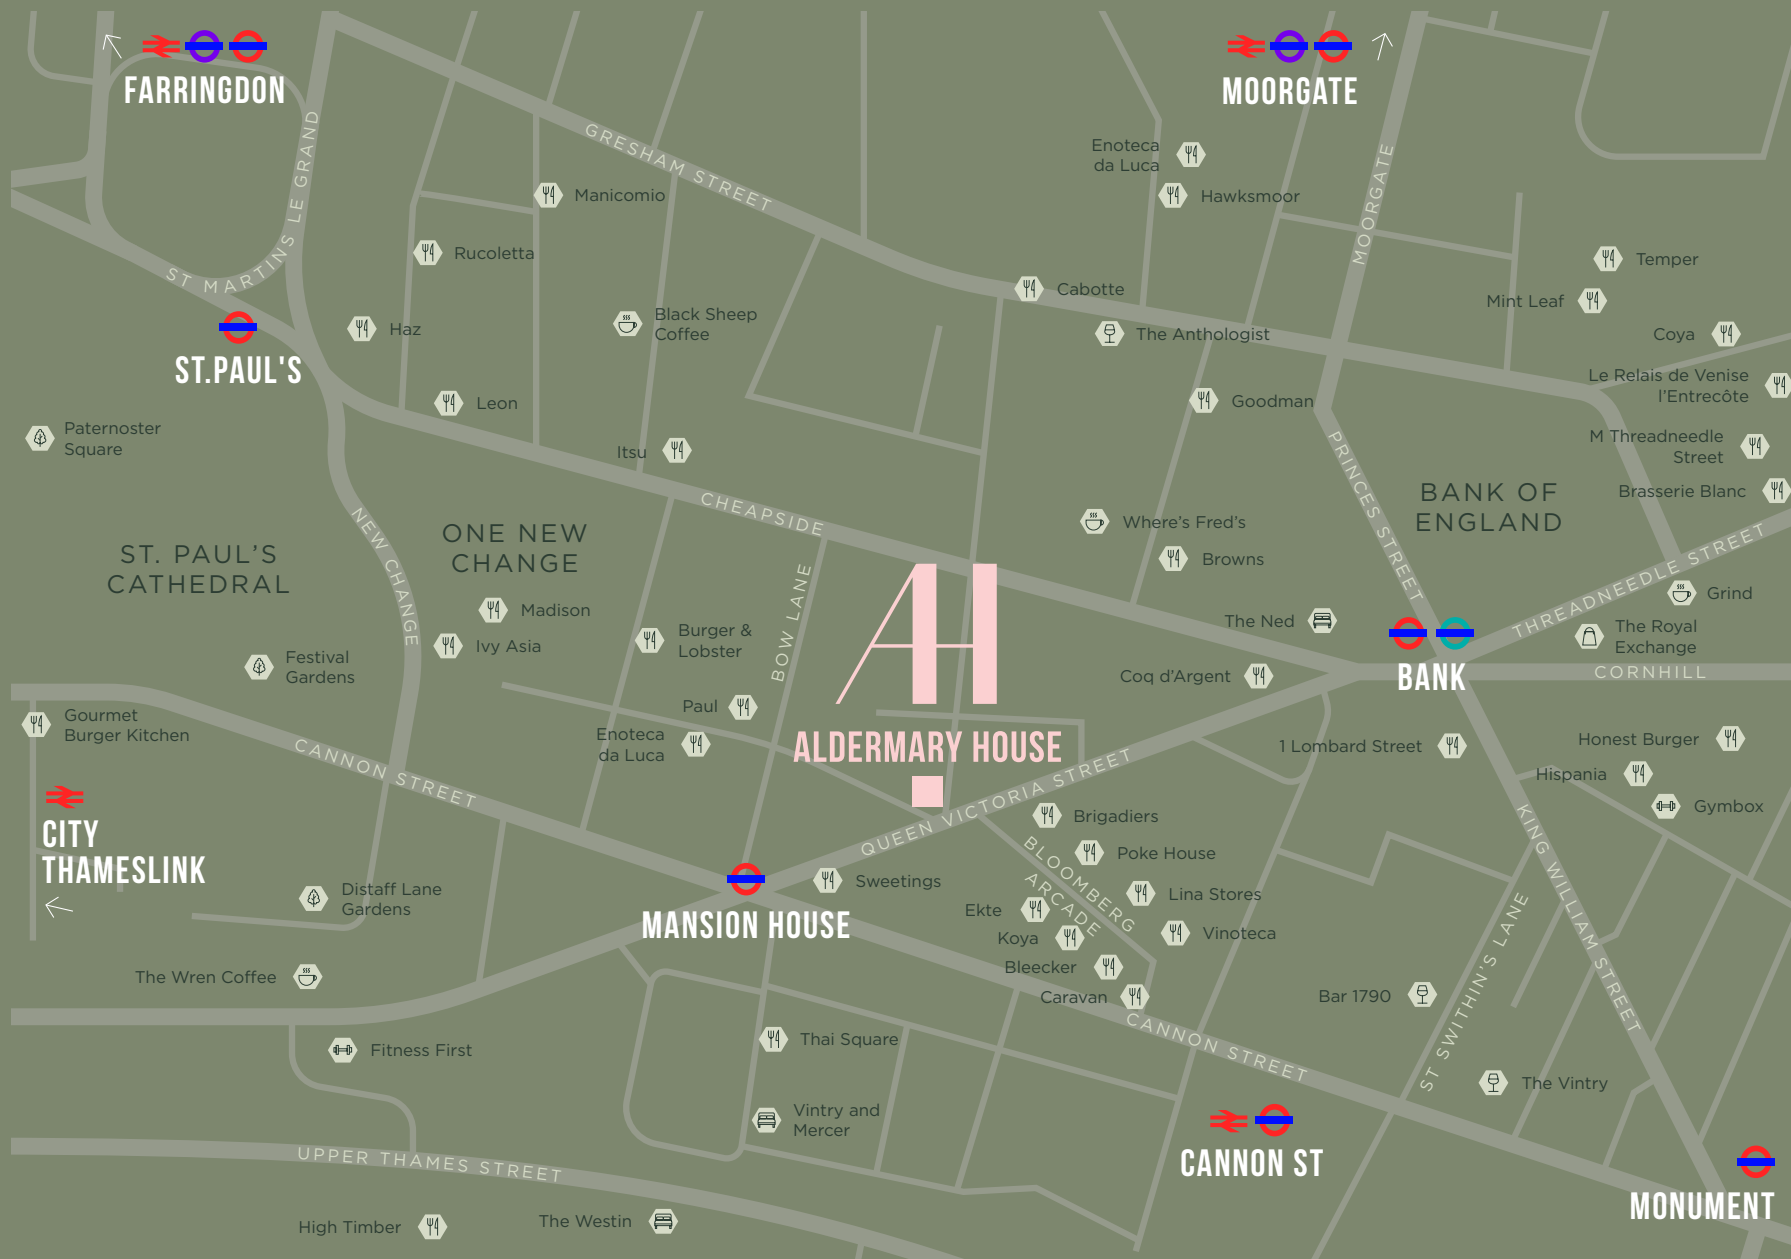 FARRINGDON
MOORGATE
GRESHAM STREET
ST MARTINS LE GRAND
MOORGATE
Enoteca
da Luca
Hawksmoor
Manicomio
Rucoletta
Temper
Cabotte
Mint Leaf
Black Sheep
Coffee
Haz
The Anthologist
Coya
ST.PAUL'S
Le Relais de Venise
l'Entrecôte
Leon
Goodman
Paternoster
Square
Itsu
M Threadneedle
Street
PRINCES STREET
Brasserie Blanc
BANK OF
ENGLAND
CHEAPSIDE
NEW CHANGE
ONE NEW
CHANGE
Where's Fred's
ST. PAUL'S
CATHEDRAL
Browns
THREADNEEDLE STREET
Grind
Madison
BOW LANE
AH
The Ned
The Royal
Exchange
Burger &
Lobster
Ivy Asia
Festival
Gardens
Coq d'Argent
BANK
CORNHILL
Paul
Gourmet
Burger Kitchen
Enoteca
da Luca
ALDERMARY HOUSE
1 Lombard Street
Honest Burger
CANNON STREET
QUEEN VICTORIA STREET
Hispania
Gymbox
Brigadiers
CITY
THAMESLINK
KING WILLIAM STREET
Poke House
BLOOMBERG
ARCADE
Sweetings
Lina Stores
Distaff Lane
Gardens
Ekte
MANSION HOUSE
Koya
Vinoteca
Bleecker
The Wren Coffee
Caravan
Bar 1790
ST SWITHIN'S LANE
CANNON STREET
Thai Square
Fitness First
The Vintry
Vintry and
Mercer
CANNON ST
UPPER THAMES STREET
MONUMENT
High Timber
The Westin